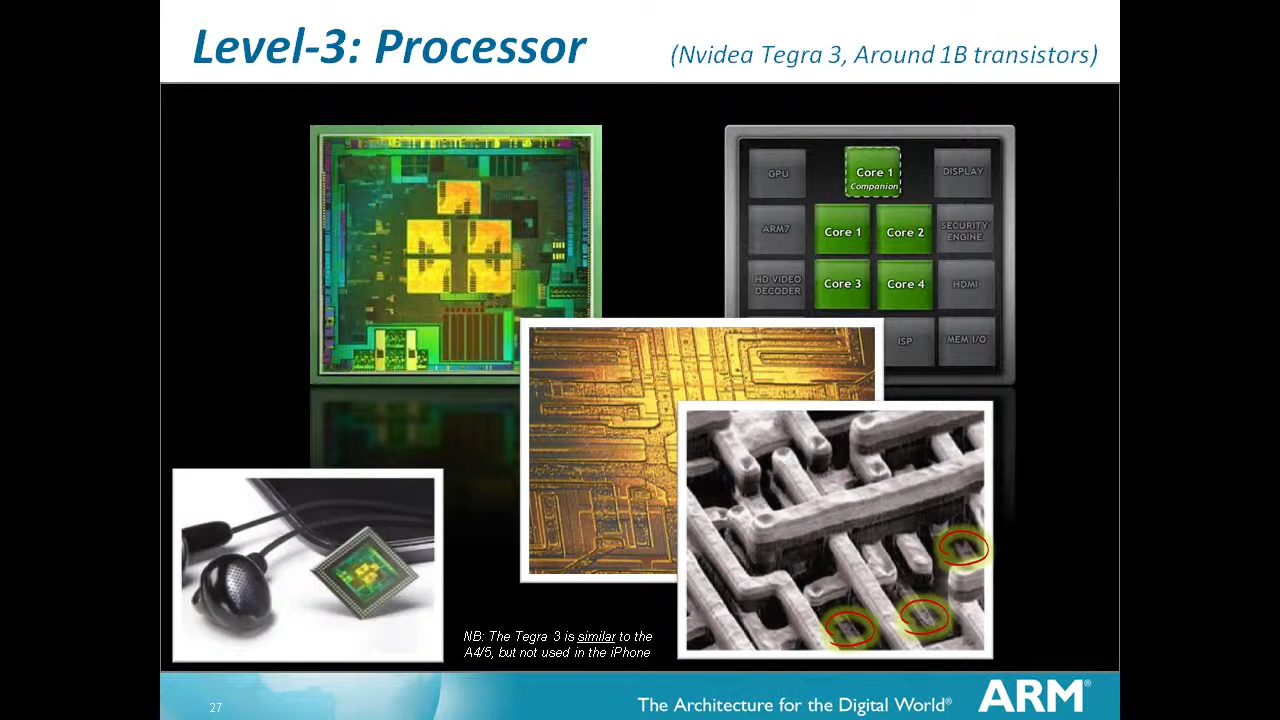 Level-3: Processor
(Nvidea Tegra 3, Around 1B transistors)
GPU
Core 1
Companion
DISPLAY
ARM7
Core 1
Core 2
SECURITY ENGINE
HD VIDEO DECODER
Core 3
Core 4
HDMI
ISP
MEM I/O
NB: The Tegra 3 is similar to the
A4/5, but not used in the iPhone
27
The Architecture for the Digital World®
ARM®